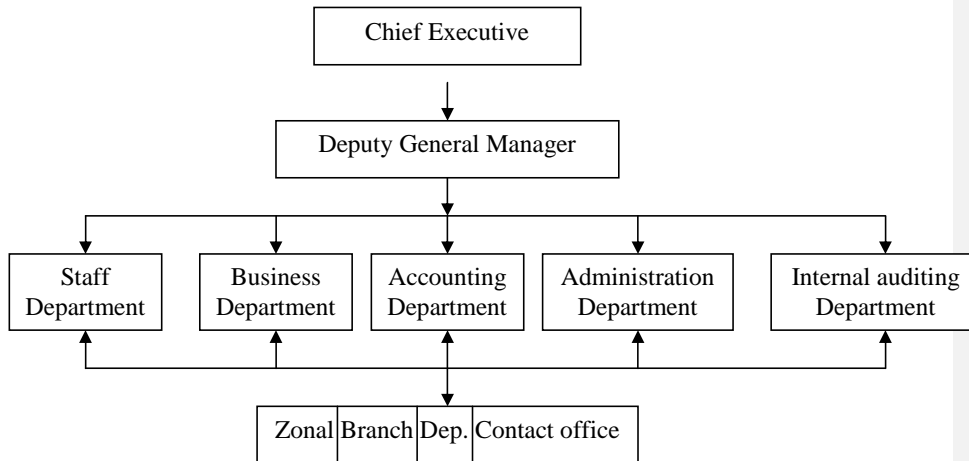 Chief Executive
Deputy General Manager
Staff
Department
Business
Department
Accounting
Department
Administration
Department
Internal auditing
Department
Zonal Branch Dep. Contact office